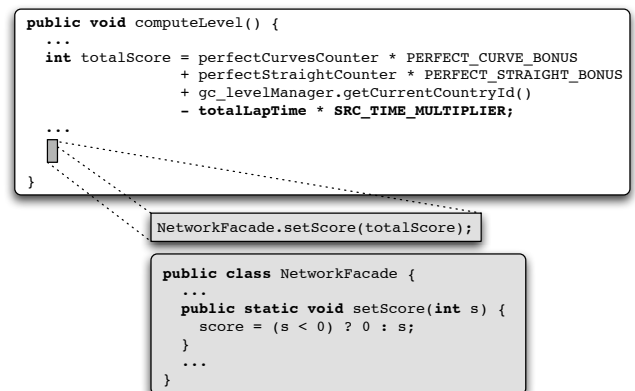 public void computeLevel() {
...
int totalScore = perfectCurvesCounter * PERFECT_CURVE_BONUS
+ perfectStraightCounter * PERFECT_STRAIGHT_BONUS
+ gc_levelManager.getCurrentCountryId()
- totalLapTime * SRC_TIME_MULTIPLIER;
...
}
NetworkFacade.setScore(totalScore);
public class NetworkFacade {
...
public static void setScore(int s) {
score = (s < 0) ? 0 : s;
}
...
}